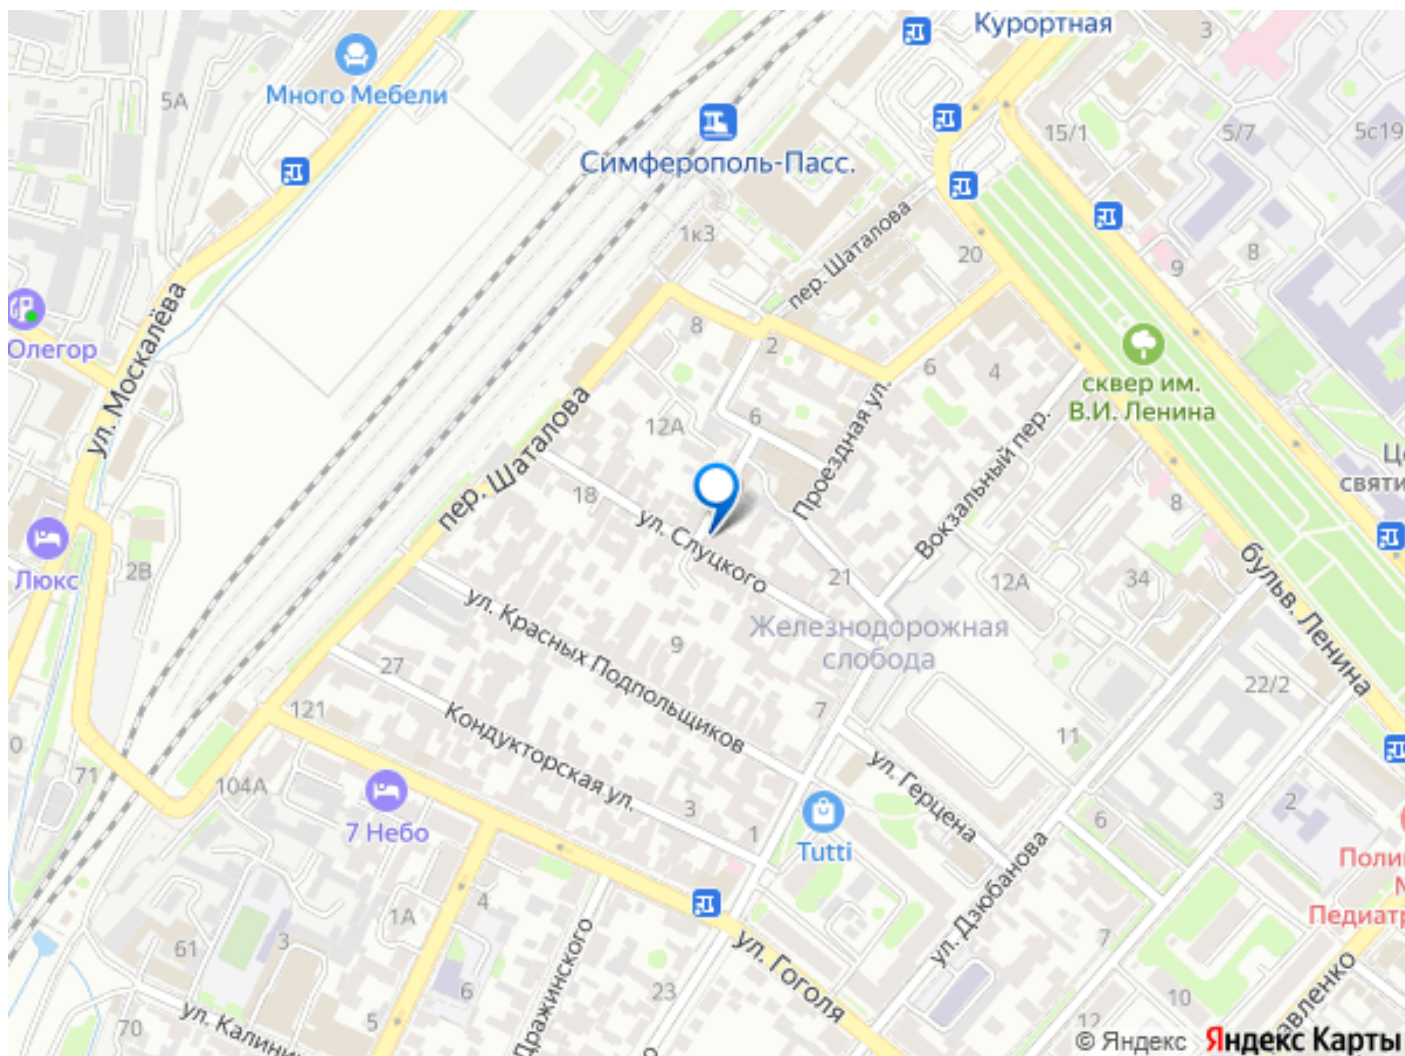 Курортная
3
5А
Много Мебели
15/1
5/7
5с19
Симферополь-Пасс.
1к3
пер. Шаталова
20
9
8
ул. Москалёва
Олегор
8
2
6
4
сквер им.
В.И. Ленина
12А
6
Проездная ул.
Вокзальный пер.
пер. Шаталова
18
ул. Слуцкого
8
Люкс
2В
21
12А
34
бульв. Ленина
ул. Красных Подпольщиков
9
Железнодорожная
слобода
27
22/2
121
7
11
Кондукторская ул.
71
104А
7 Небо
3
1
Tutti
ул. Герцена
6
3
2
ул. Дзюбанова
4
1А
61
3
Дражинского
ул. Гоголя
7
6
23
10
70
ул. Калини
5
12
© Яндекс Яндекс Карты